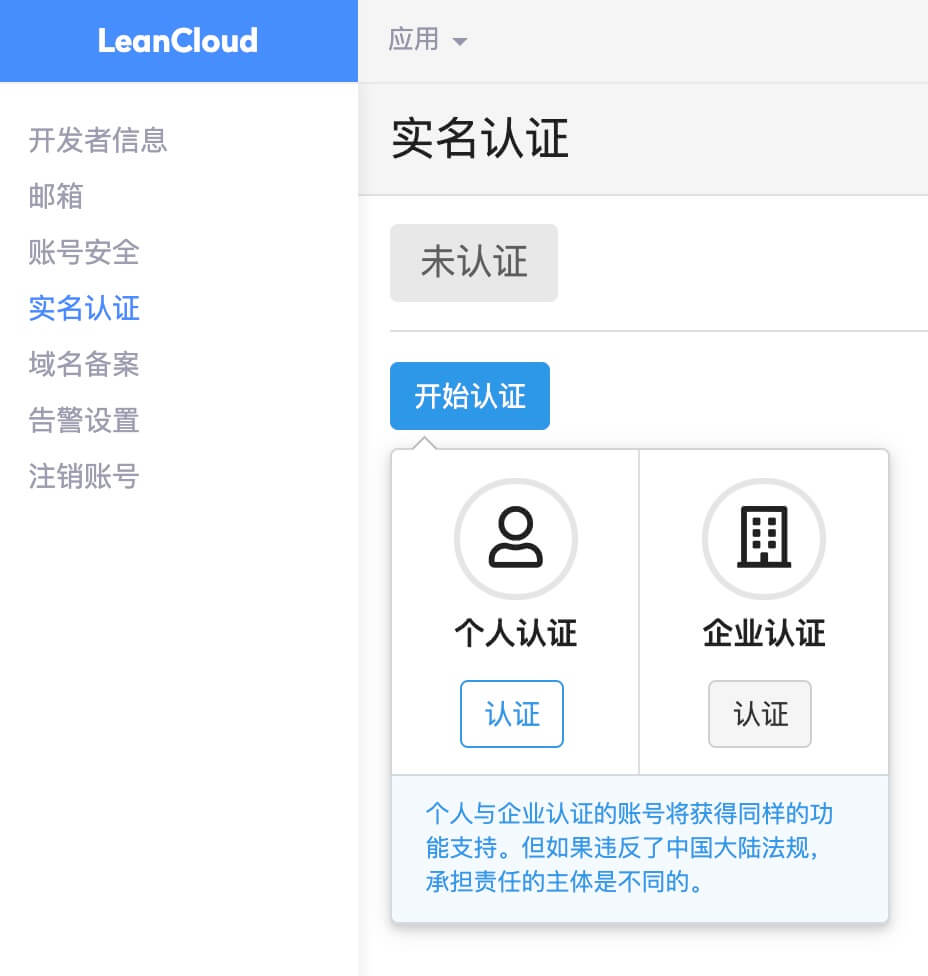 LeanCloud
应用
开发者信息
邮箱
账号安全
实名认证
域名备案
告警设置
注销账号
实名认证
未认证
开始认证
个人认证
认证
企业认证
认证
个人与企业认证的账号将获得同样的功
能支持。但如果违反了中国大陆法规，
承担责任的主体是不同的。